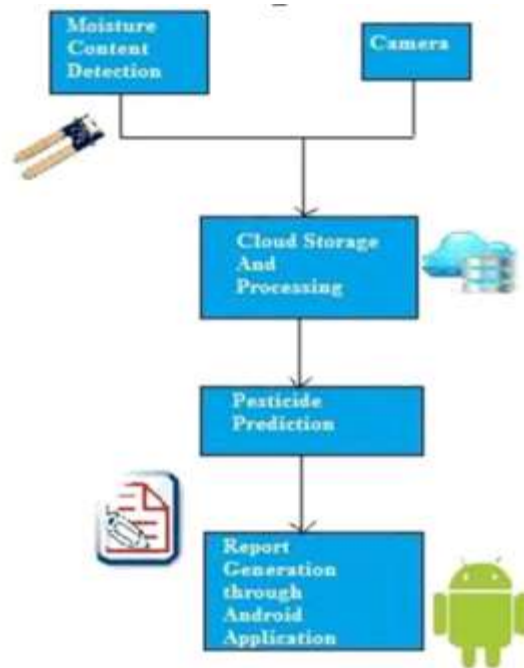 Moisture
Content
Detection
Camera
Cloud Storage
And
Processing
Pesticide
Prediction
Report
Generation
through
Android
Application